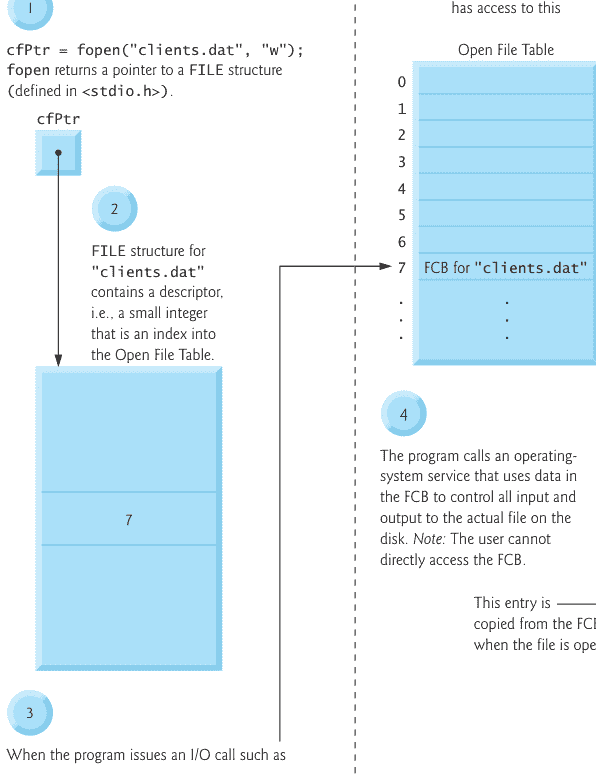 1
cfPtr = fopen("clients.dat", "w");
fopen returns a pointer to a FILE structure
(defined in <stdio.h>).
cfPtr
2
FILE structure for
"clients.dat"
contains a descriptor,
i.e., a small integer
that is an index into
the Open File Table.
7
3
When the program issues an I/O call such as
has access to this
Open File Table
0
1
2
3
4
5
6
7 FCB for "clients.dat"
. .
. .
. .
4
The program calls an operating-
system service that uses data in
the FCB to control all input and
output to the actual file on the
disk. Note: The user cannot
directly access the FCB.
This entry is
copied from the FCB
when the file is ope